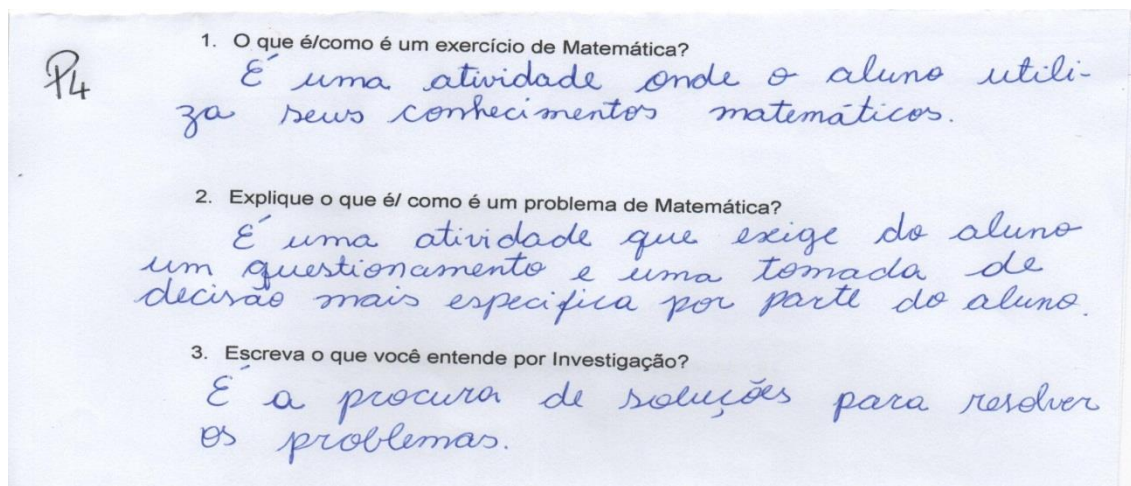 P4
1. O que é/como é um exercício de Matemática?
É uma atividade onde o aluno utili-
za seus conhecimentos matemáticos.
2. Explique o que é/ como é um problema de Matemática?
É uma atividade que exige do aluno
um questionamento e uma tomada de
decisão mais especifica por parte do aluno.
3. Escreva o que você entende por Investigação?
É a procura de soluções para resolver
os problemas.